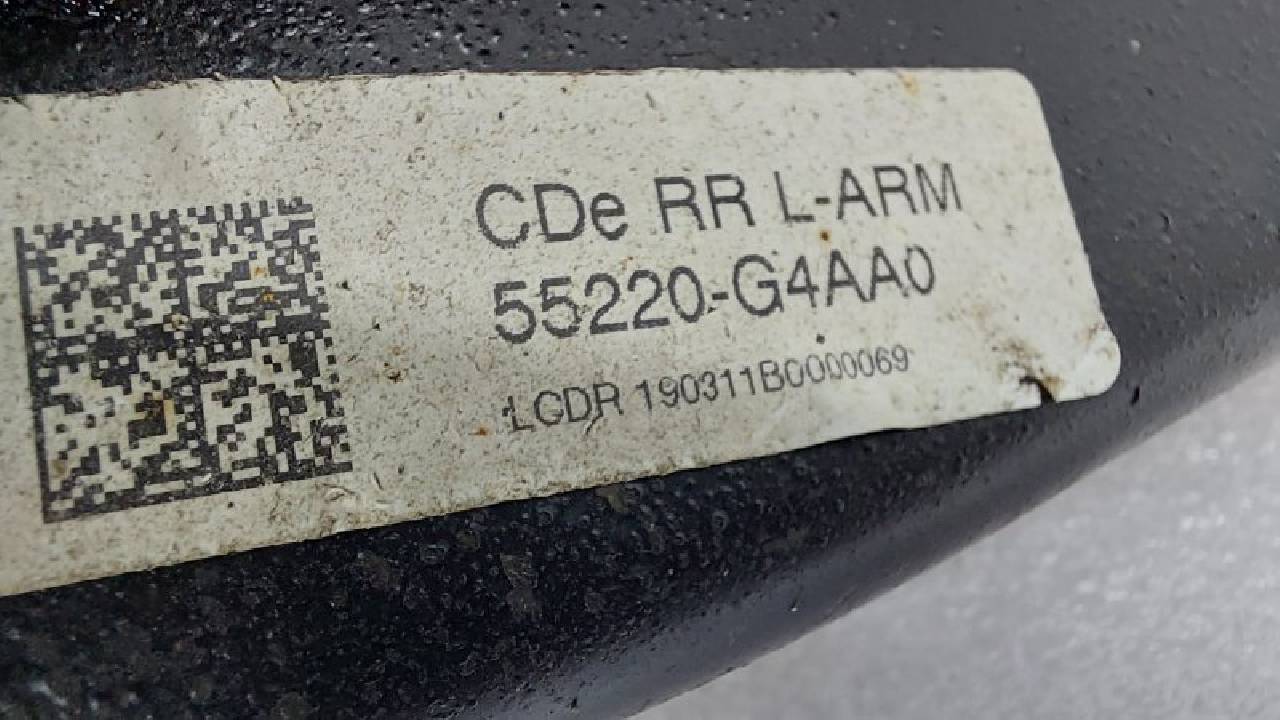 CDe RR L-ARM
55220-G4AA0
LCDR 190311B0000069